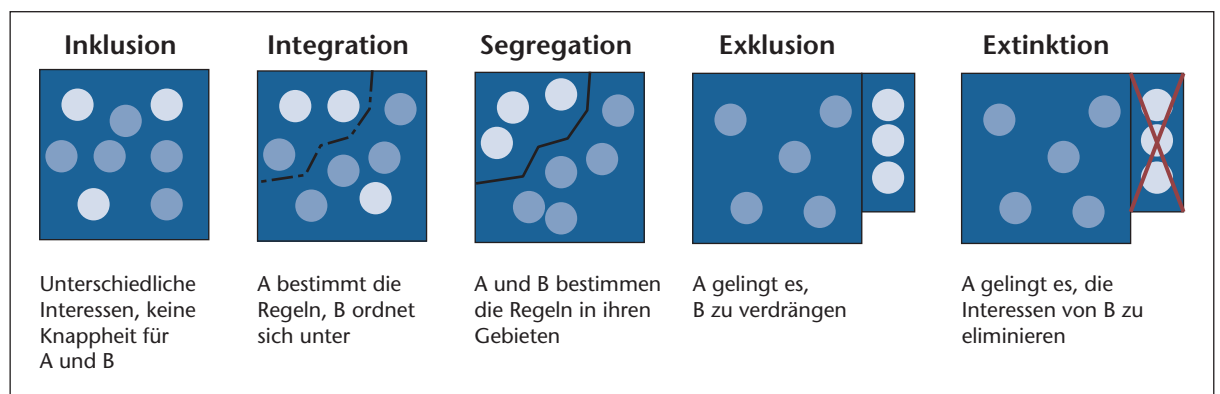 Inklusion
Integration
Segregation
Exklusion
Extinktion
Unterschiedliche
Interessen, keine
Knappheit für
A und B
A bestimmt die
Regeln, B ordnet
sich unter
A und B bestimmen
die Regeln in ihren
Gebieten
A gelingt es,
B zu verdrängen
A gelingt es, die
Interessen von B zu
eliminieren